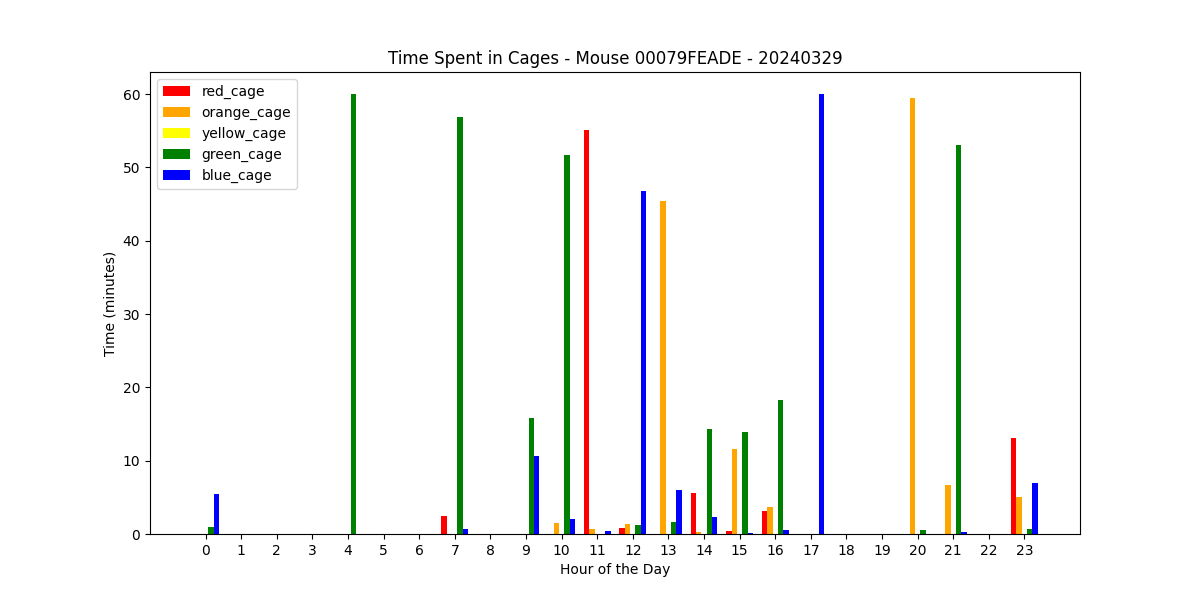 Time Spent in Cages - Mouse 00079FEADE - 20240329
red_cage
orange_cage
yellow_cage
green_cage
blue_cage
60
50
40
30
20
10
0
Time (minutes)
0 1 2 3 4 5 6 7 8 9 10 11 12 13 14 15 16 17 18 19 20 21 22 23
Hour of the Day